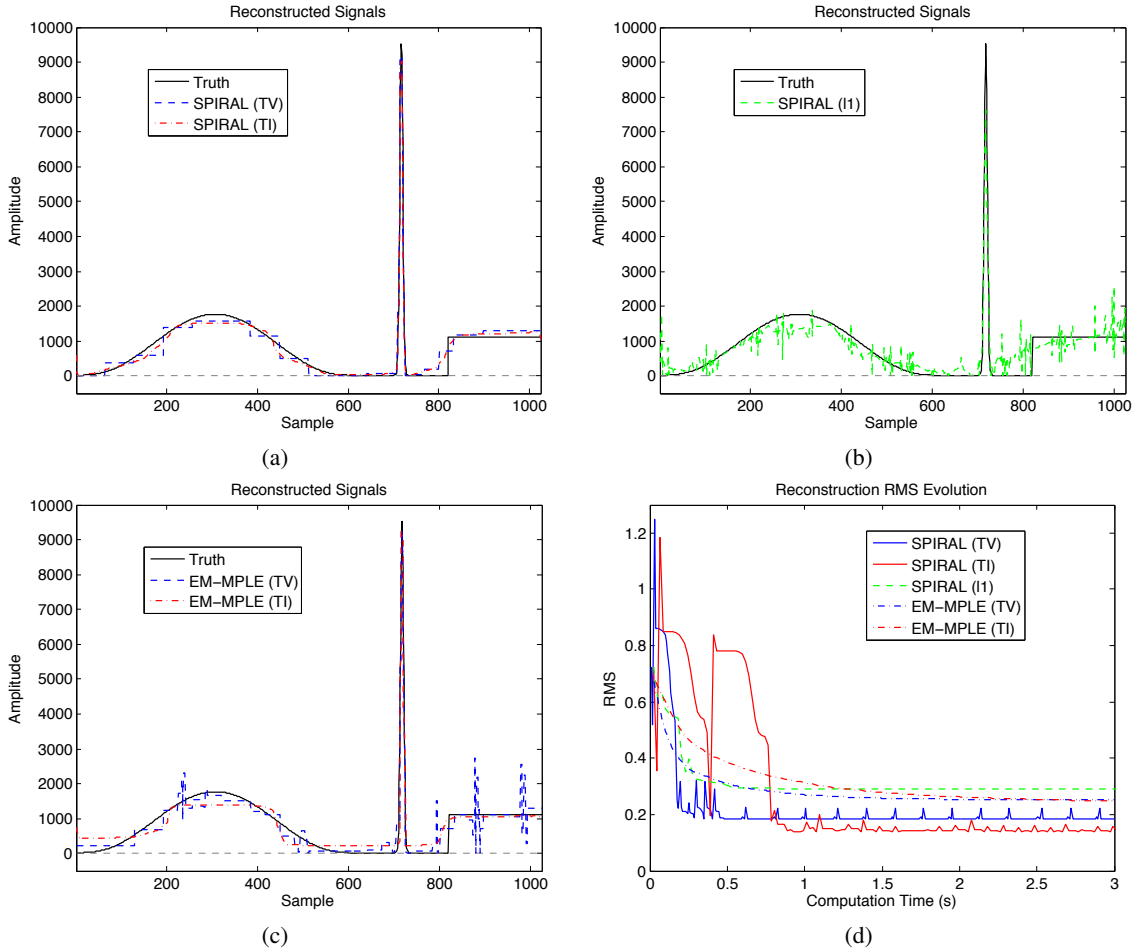 Reconstructed Signals
10000
9000
8000
7000
6000
5000
4000
3000
2000
1000
0
Amplitude
Truth
SPIRAL (TV)
SPIRAL (TI)
200 400 600 800 1000
Sample
(a)
Reconstructed Signals
10000
9000
8000
7000
6000
5000
4000
3000
2000
1000
0
Amplitude
Truth
SPIRAL (l1)
200 400 600 800 1000
Sample
(b)
Reconstructed Signals
10000
9000
8000
7000
6000
5000
4000
3000
2000
1000
0
Amplitude
Truth
EM−MPLE (TV)
EM−MPLE (TI)
200 400 600 800 1000
Sample
(c)
Reconstruction RMS Evolution
1.2
1
0.8
0.6
0.4
0.2
0
RMS
SPIRAL (TV)
SPIRAL (TI)
SPIRAL (l1)
EM−MPLE (TV)
EM−MPLE (TI)
0 0.5 1 1.5 2 2.5 3
Computation Time (s)
(d)